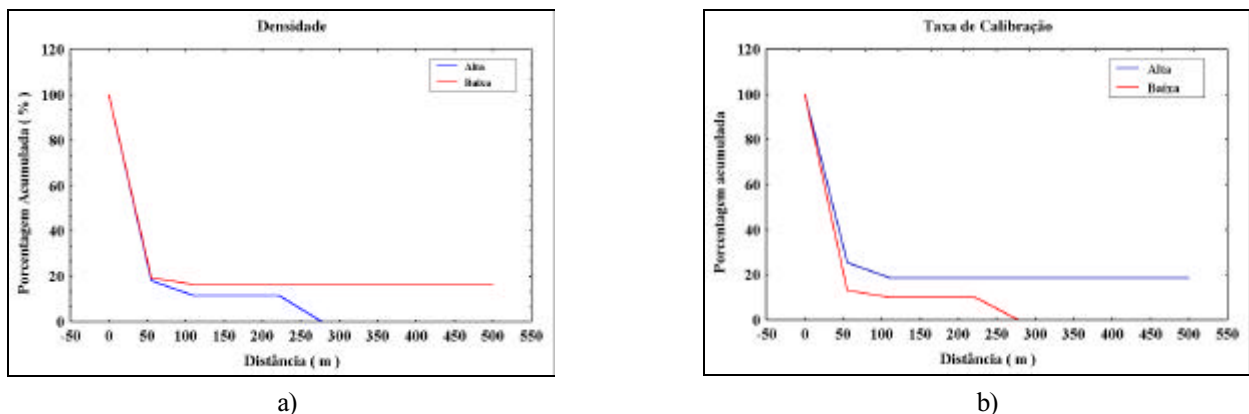 Densidade
Porcentagem Acumulada ( % )
120
100
80
60
40
20
0
Alta
Baixa
-50 0 50 100 150 200 250 300 350 400 450 500 550
Distância ( m )
a)
Taxa de Calibração
Porcentagem acumulada
120
100
80
60
40
20
0
Alta
Baixa
-50 0 50 100 150 200 250 300 350 400 450 500 550
Distância ( m )
b)